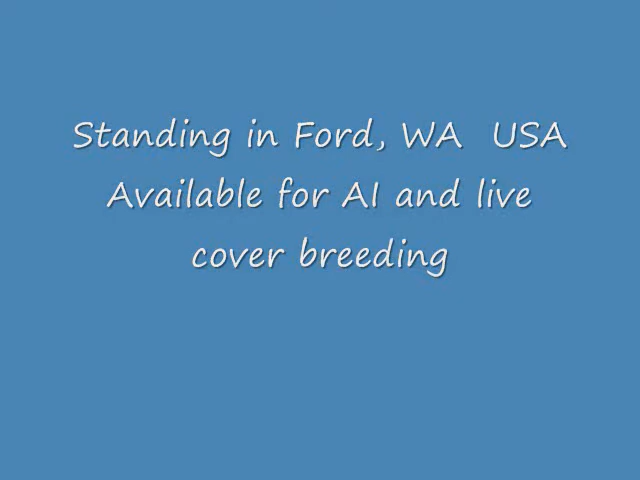 Standing in Ford, WA  USA
Available for AI and live
cover breeding